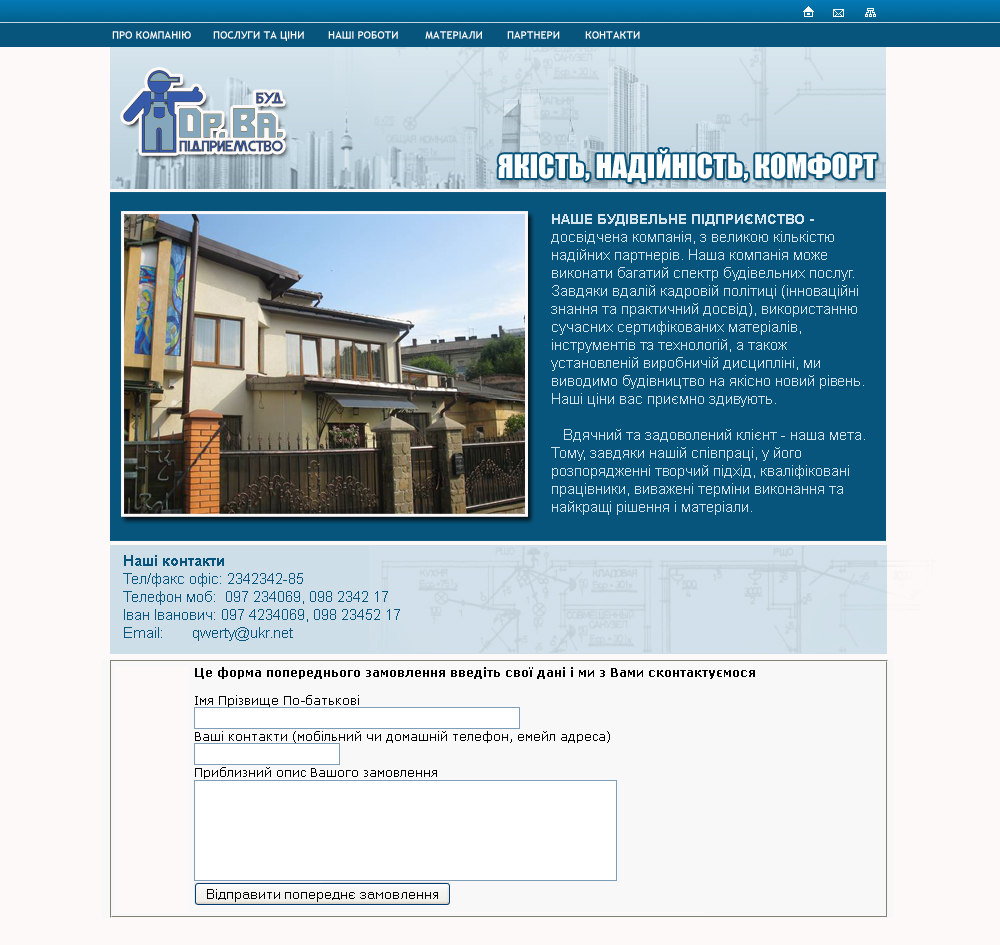 ПРО КОМПАНІЮ ПОСЛУГИ ТА ЦІНИ НАШІ РОБОТИ МАТЕРІАЛИ ПАРТНЕРИ КОНТАКТИ
БУД
ОР.ВА.
ПІДПРИЕМСТВО
ЯКІСТЬ, НАДІЙНІСТЬ, КОМФОРТ
НАШЕ БУДІВЕЛЬНЕ ПІДПРИЄМСТВО -
досвідчена компанія, з великою кількістю
надійних партнерів. Наша компанія може
виконати багатий спектр будівельних послуг.
Завдяки вдалій кадровій політиці (інноваційні
знання та практичний досвід), використанню
сучасних сертифікованих матеріалів,
інструментів та технологій, а також
установленій виробничій дисципліні, ми
виводимо будівництво на якісно новий рівень.
Наші ціни вас приємно здивують.
Вдячний та задоволений клієнт - наша мета.
Тому, завдяки нашій співпраці, у його
розпорядженні творчий підхід, кваліфіковані
працівники, виважені терміни виконання та
найкращі рішення і матеріали.
Наші контакти
Тел/факс офіс: 2342342-85
Телефон моб: 097 234069, 098 2342 17
Іван Іванович: 097 4234069, 098 23452 17
Email: qwerty@ukr.net
Це форма попереднього замовлення введіть свої дані і ми з Вами сконтактуємося
Імя Прізвище По-батькові
Ваші контакти (мобільний чи домашній телефон, емейл адреса)
Приблизний опис Вашого замовлення
Відправити попереднє замовлення